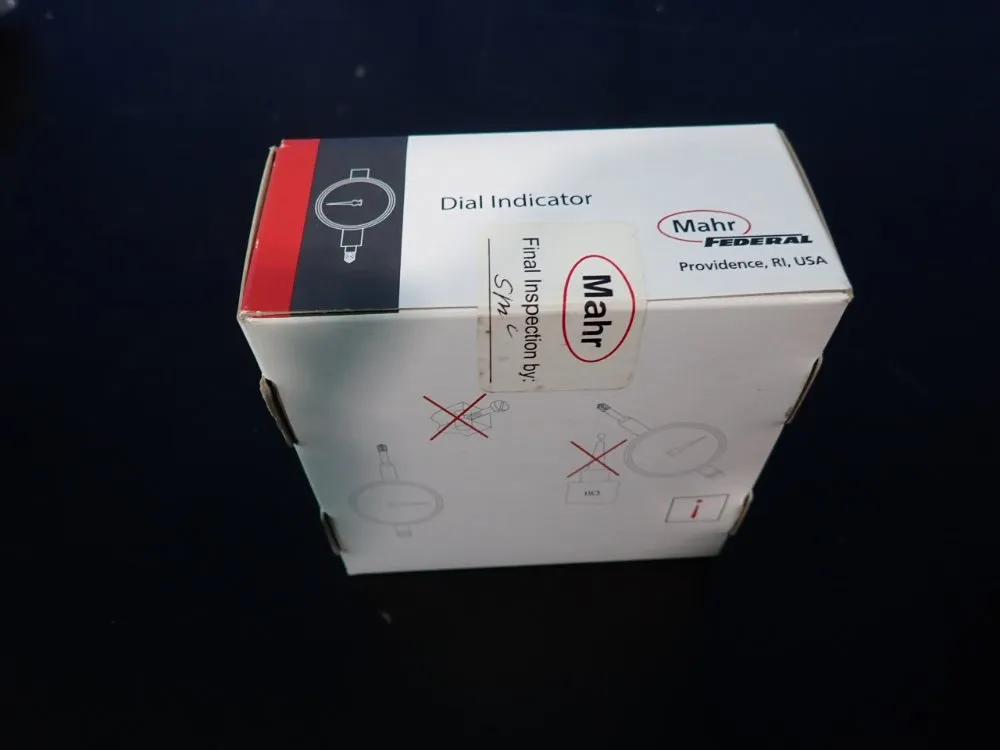 Dial Indicator
Mahr
FEDERAL
Providence, RI, USA
Mahr
Final Inspection by:
i